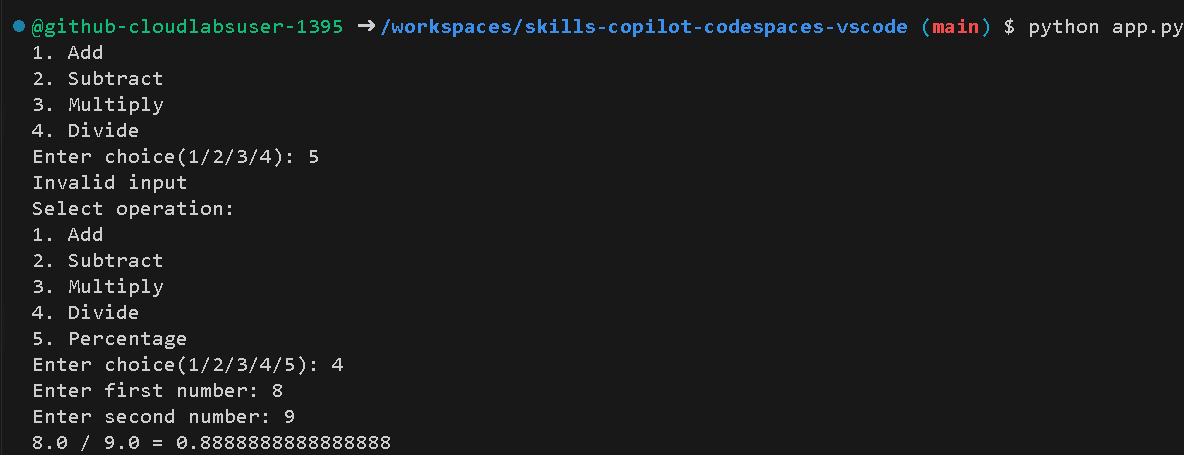 @github-cloudlabsuser-1395 ➜/workspaces/skills-copilot-codespaces-vscode (main) $ python app.py
1. Add
2. Subtract
3. Multiply
4. Divide
Enter choice(1/2/3/4): 5
Invalid input
Select operation:
1. Add
2. Subtract
3. Multiply
4. Divide
5. Percentage
Enter choice(1/2/3/4/5): 4
Enter first number: 8
Enter second number: 9
8.0 / 9.0 = 0.8888888888888888